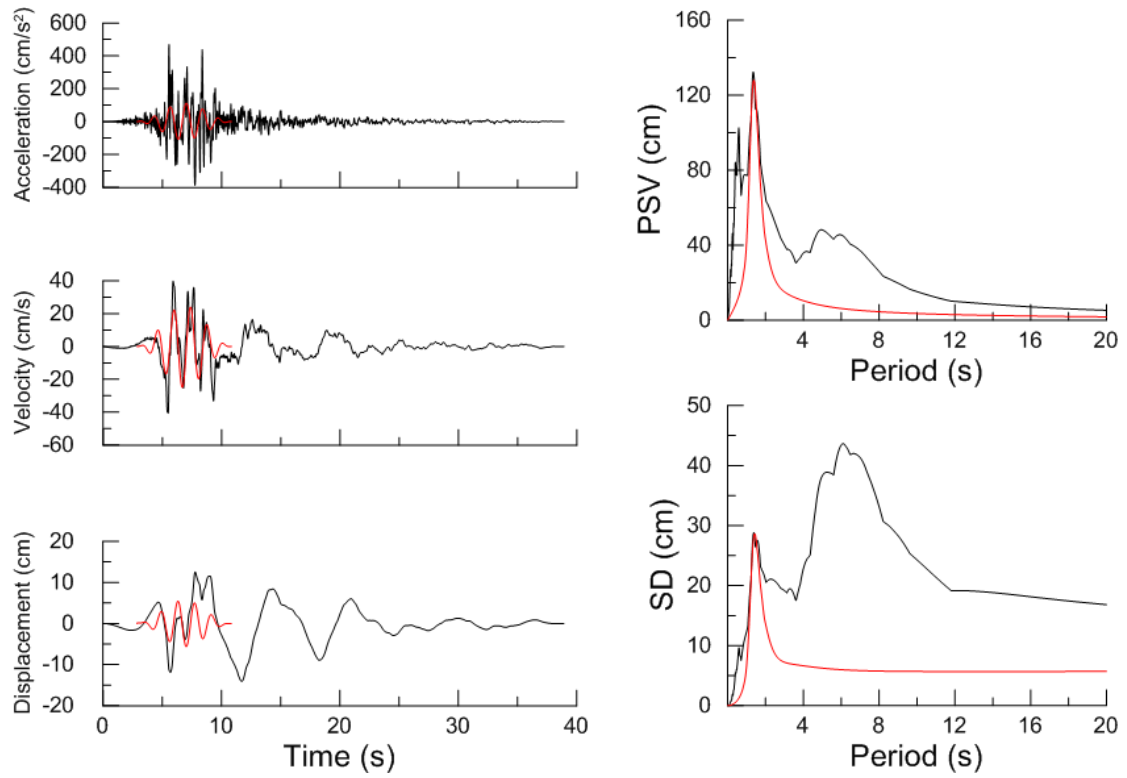 Acceleration (cm/s²)
600
400
200
0
-200
-400
Velocity (cm/s)
40
20
0
-20
-40
-60
Displacement (cm)
20
10
0
-10
-20
0 10 20 30 40
Time (s)
PSV (cm)
160
120
80
40
0
4 8 12 16 20
Period (s)
SD (cm)
50
40
30
20
10
0
4 8 12 16 20
Period (s)